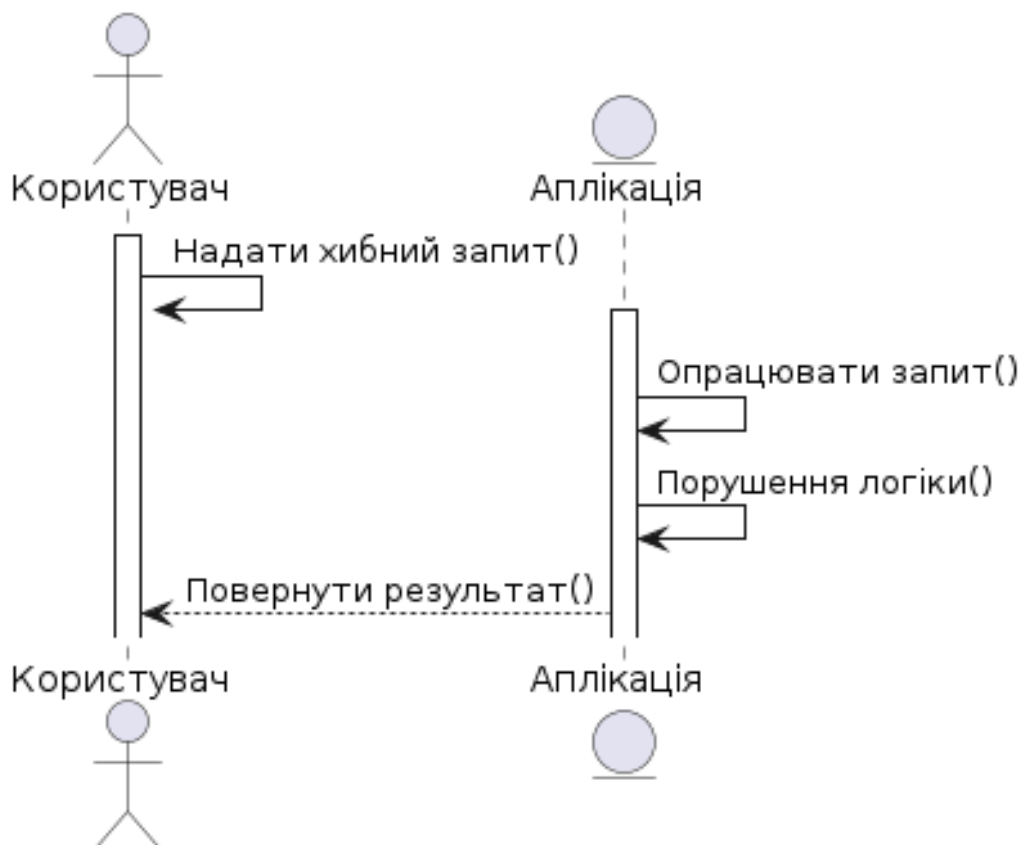 Користувач
Аплікація
Надати хибний запит()
Опрацювати запит()
Порушення логіки()
Повернути результат()
Користувач
Аплікація